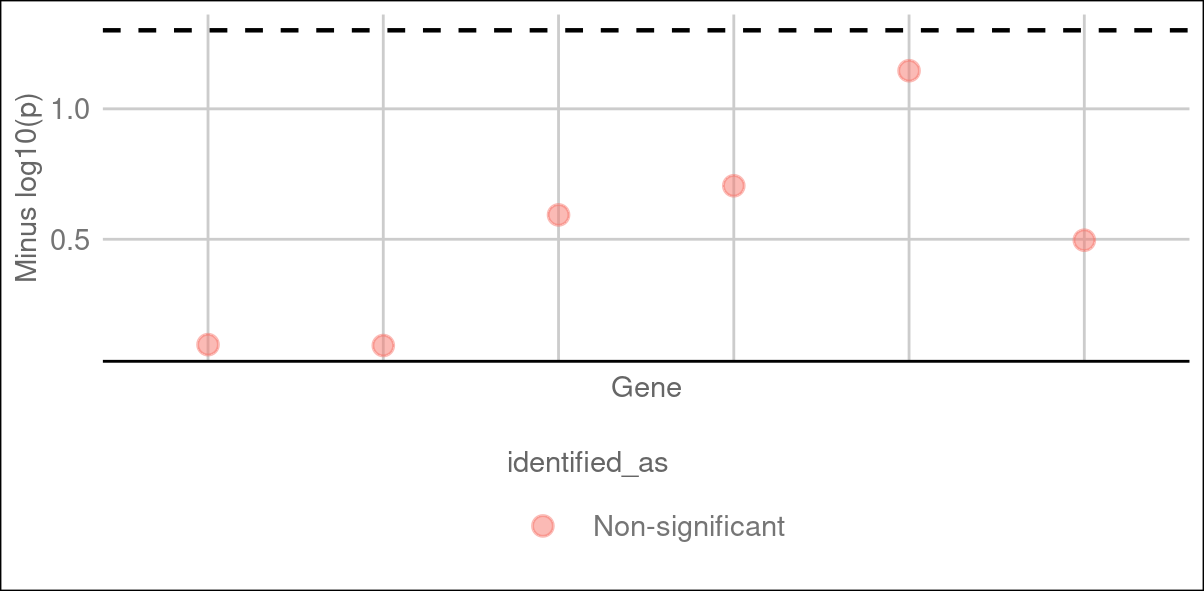 Minus log10(p)
1.0
0.5
Gene
identified_as
Non-significant